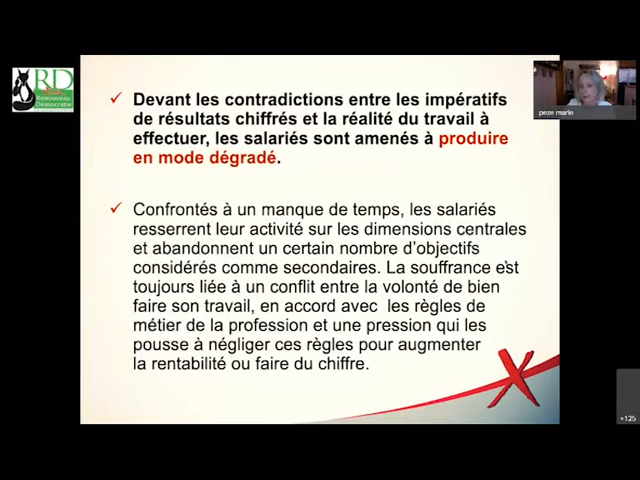 RD
Renouveau
Démocratie
Devant les contradictions entre les impératifs
de résultats chiffrés et la réalité du travail à
effectuer, les salariés sont amenés à produire
en mode dégradé.
Confrontés à un manque de temps, les salariés
resserrent leur activité sur les dimensions centrales
et abandonnent un certain nombre d'objectifs
considérés comme secondaires. La souffrance est
toujours liée à un conflit entre la volonté de bien
faire son travail, en accord avec les règles de
métier de la profession et une pression qui les
pousse à négliger ces règles pour augmenter
la rentabilité ou faire du chiffre.
peze marie
+125